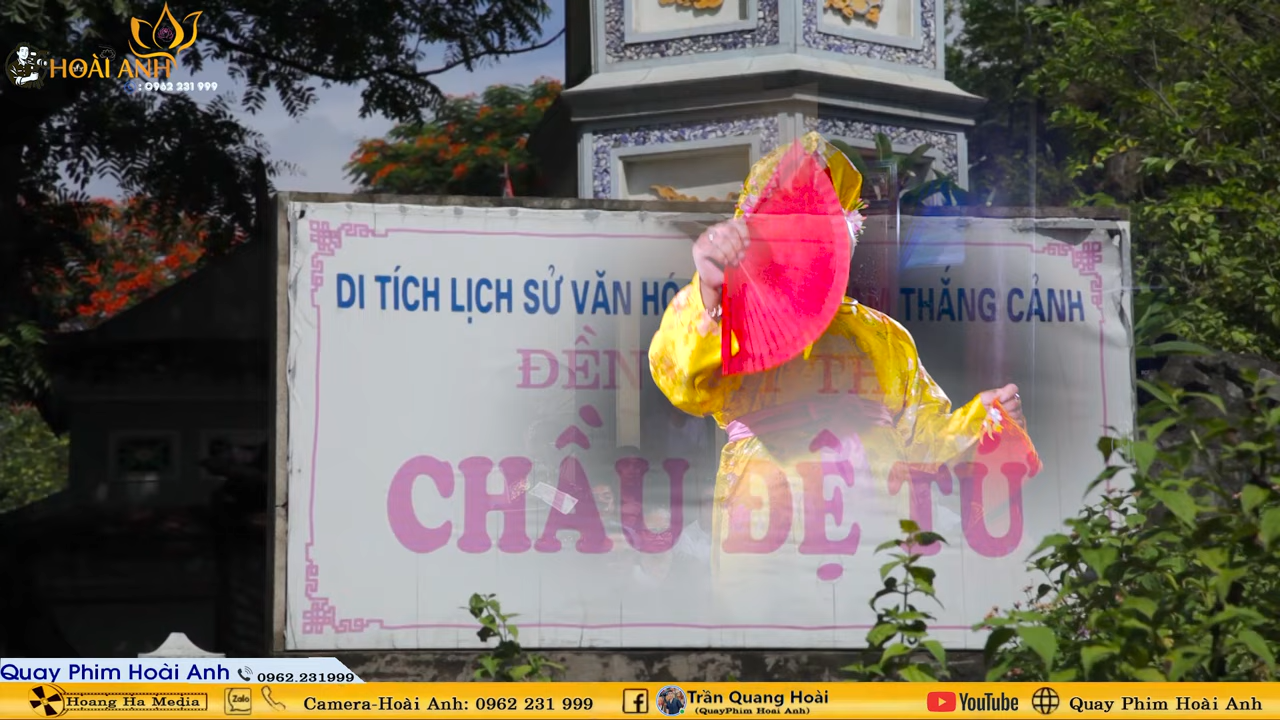 HOÀI ANH
: 0962 231 999
DI TÍCH LỊCH SỬ VĂN HÓ THẮNG CẢNH
ĐỀN
CHẦU ĐỆ TỨ
Quay Phim Hoài Anh 0962.231999
Hoang Ha Media Zalo Camera-Hoài Anh: 0962 231 999 Trần Quang Hoài YouTube Quay Phim Hoài Anh
(QuayPhim Hoai Anh)